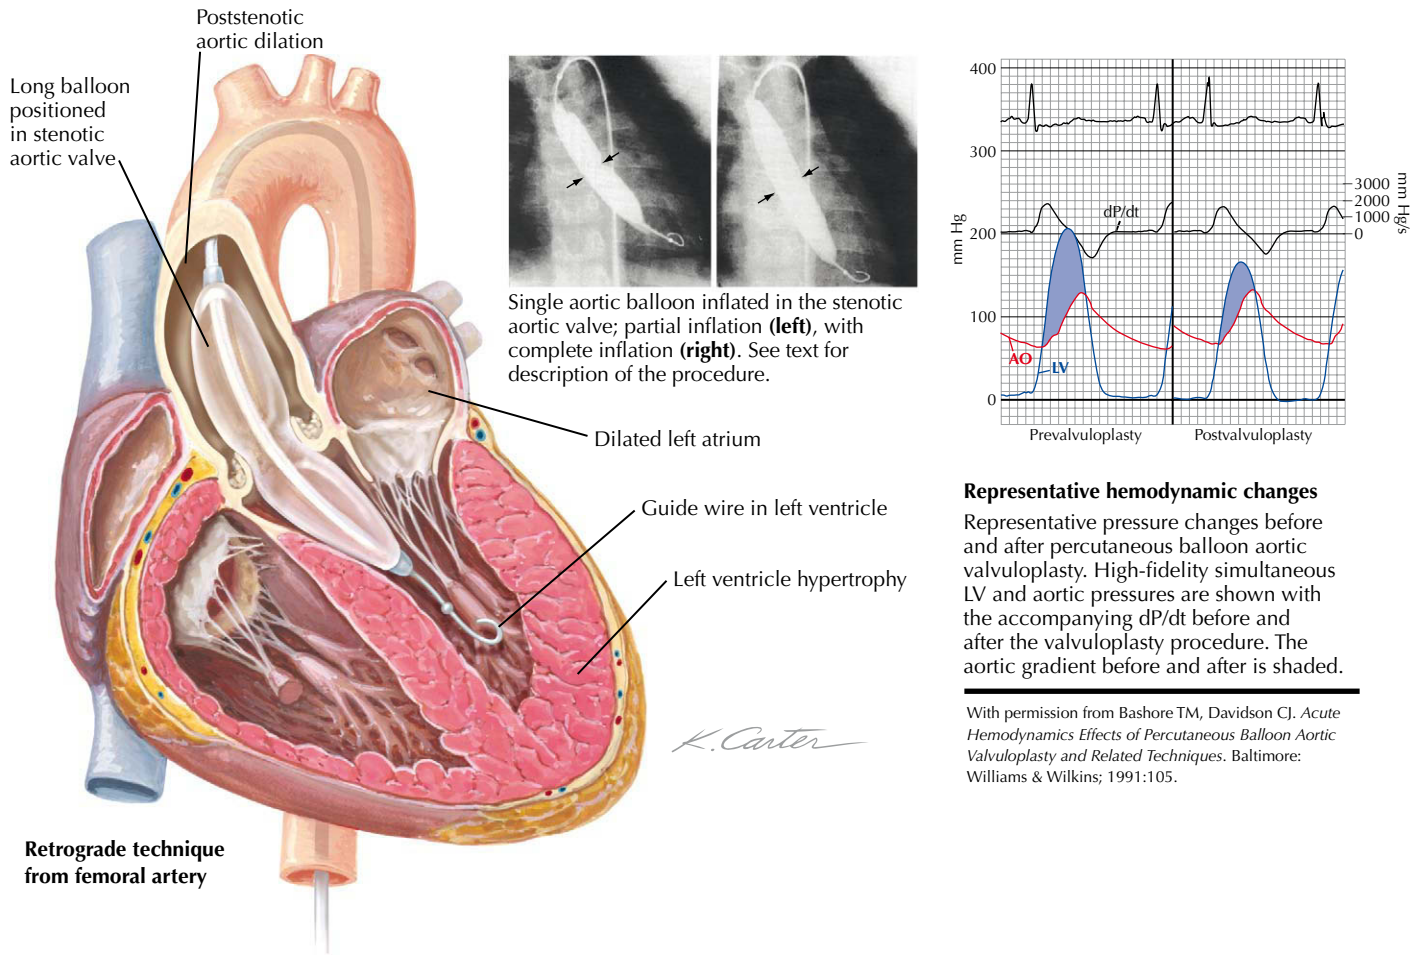 Poststenotic
aortic dilation
Long balloon
positioned
in stenotic
aortic valve
Single aortic balloon inflated in the stenotic
aortic valve; partial inflation (left), with
complete inflation (right). See text for
description of the procedure.
Dilated left atrium
Guide wire in left ventricle
Left ventricle hypertrophy
K. Carter
Retrograde technique
from femoral artery
400
300
200
100
0
mm Hg
3000
2000
1000
0
mm Hg/s
dP/dt
AO
LV
Prevalvuloplasty
Postvalvuloplasty
Representative hemodynamic changes
Representative pressure changes before
and after percutaneous balloon aortic
valvuloplasty. High-fidelity simultaneous
LV and aortic pressures are shown with
the accompanying dP/dt before and
after the valvuloplasty procedure. The
aortic gradient before and after is shaded.
With permission from Bashore TM, Davidson CJ. Acute
Hemodynamics Effects of Percutaneous Balloon Aortic
Valvuloplasty and Related Techniques. Baltimore:
Williams & Wilkins; 1991:105.